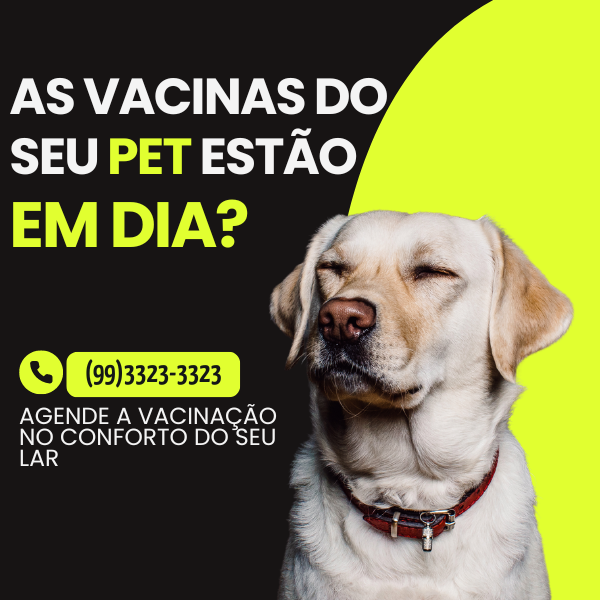 AS VACINAS DO
SEU PET ESTÃO
EM DIA?
(99)3323-3323
AGENDE A VACINAÇÃO
NO CONFORTO DO SEU
LAR